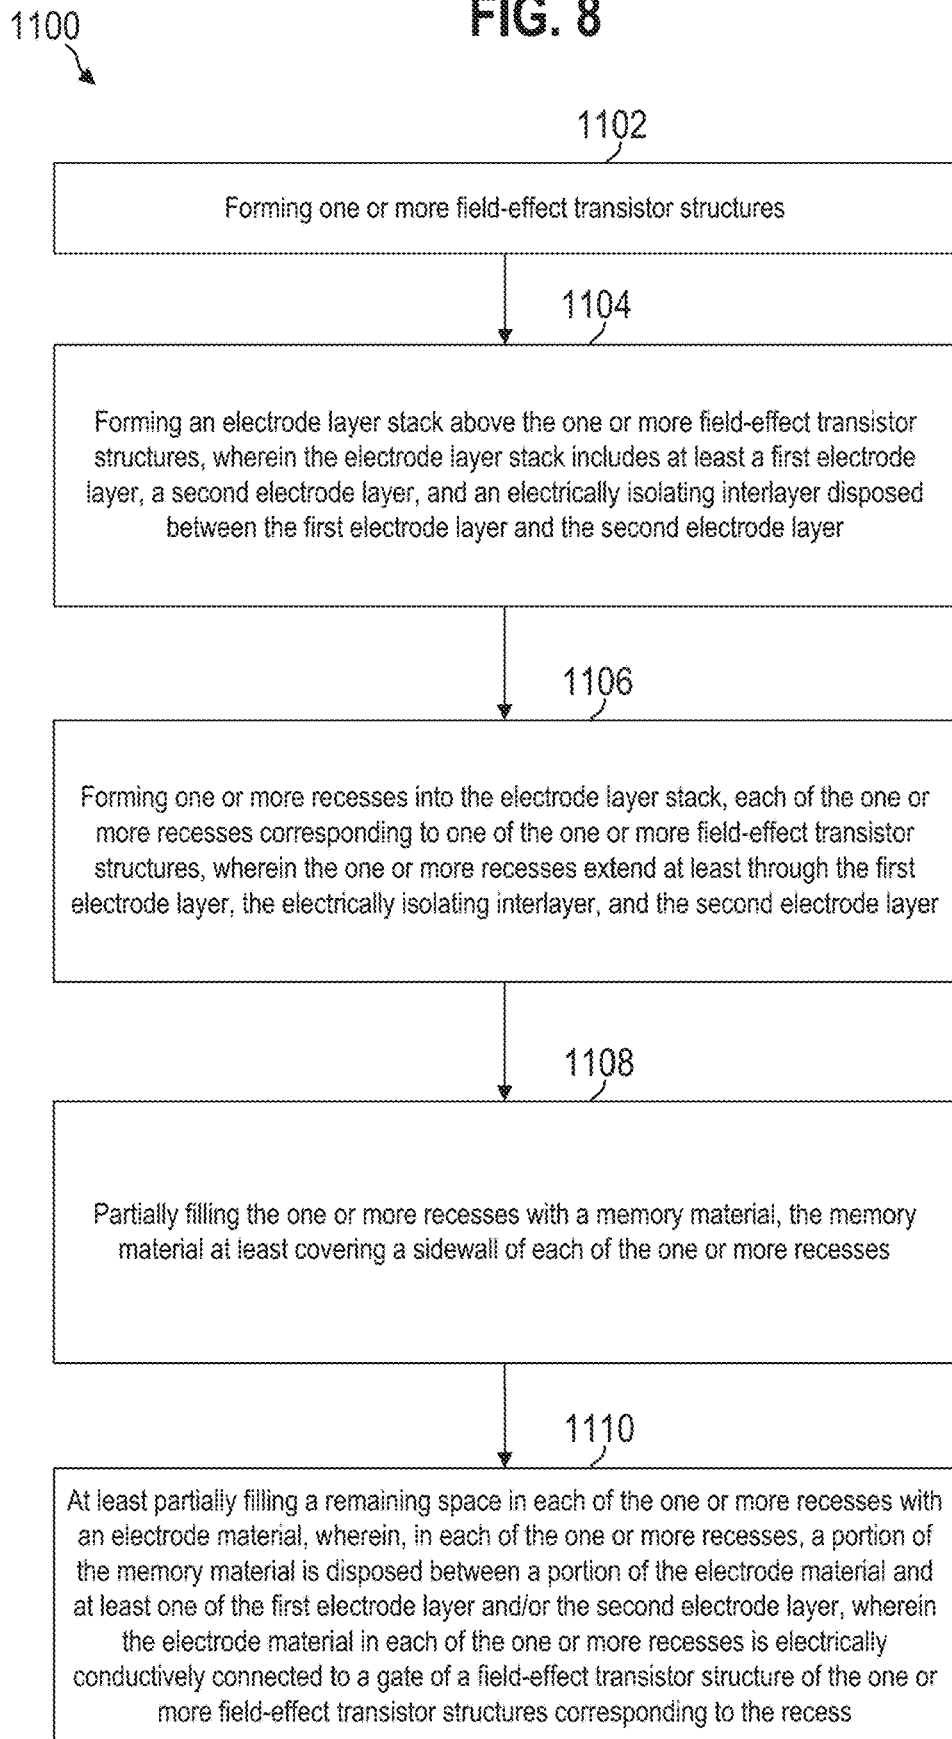 FIG. 8
1100
1102
Forming one or more field-effect transistor structures
1104
Forming an electrode layer stack above the one or more field-effect transistor
structures, wherein the electrode layer stack includes at least a first electrode
layer, a second electrode layer, and an electrically isolating interlayer disposed
between the first electrode layer and the second electrode layer
1106
Forming one or more recesses into the electrode layer stack, each of the one or
more recesses corresponding to one of the one or more field-effect transistor
structures, wherein the one or more recesses extend at least through the first
electrode layer, the electrically isolating interlayer, and the second electrode layer
1108
Partially filling the one or more recesses with a memory material, the memory
material at least covering a sidewall of each of the one or more recesses
1110
At least partially filling a remaining space in each of the one or more recesses with
an electrode material, wherein, in each of the one or more recesses, a portion of
the memory material is disposed between a portion of the electrode material and
at least one of the first electrode layer and/or the second electrode layer, wherein
the electrode material in each of the one or more recesses is electrically
conductively connected to a gate of a field-effect transistor structure of the one or
more field-effect transistor structures corresponding to the recess